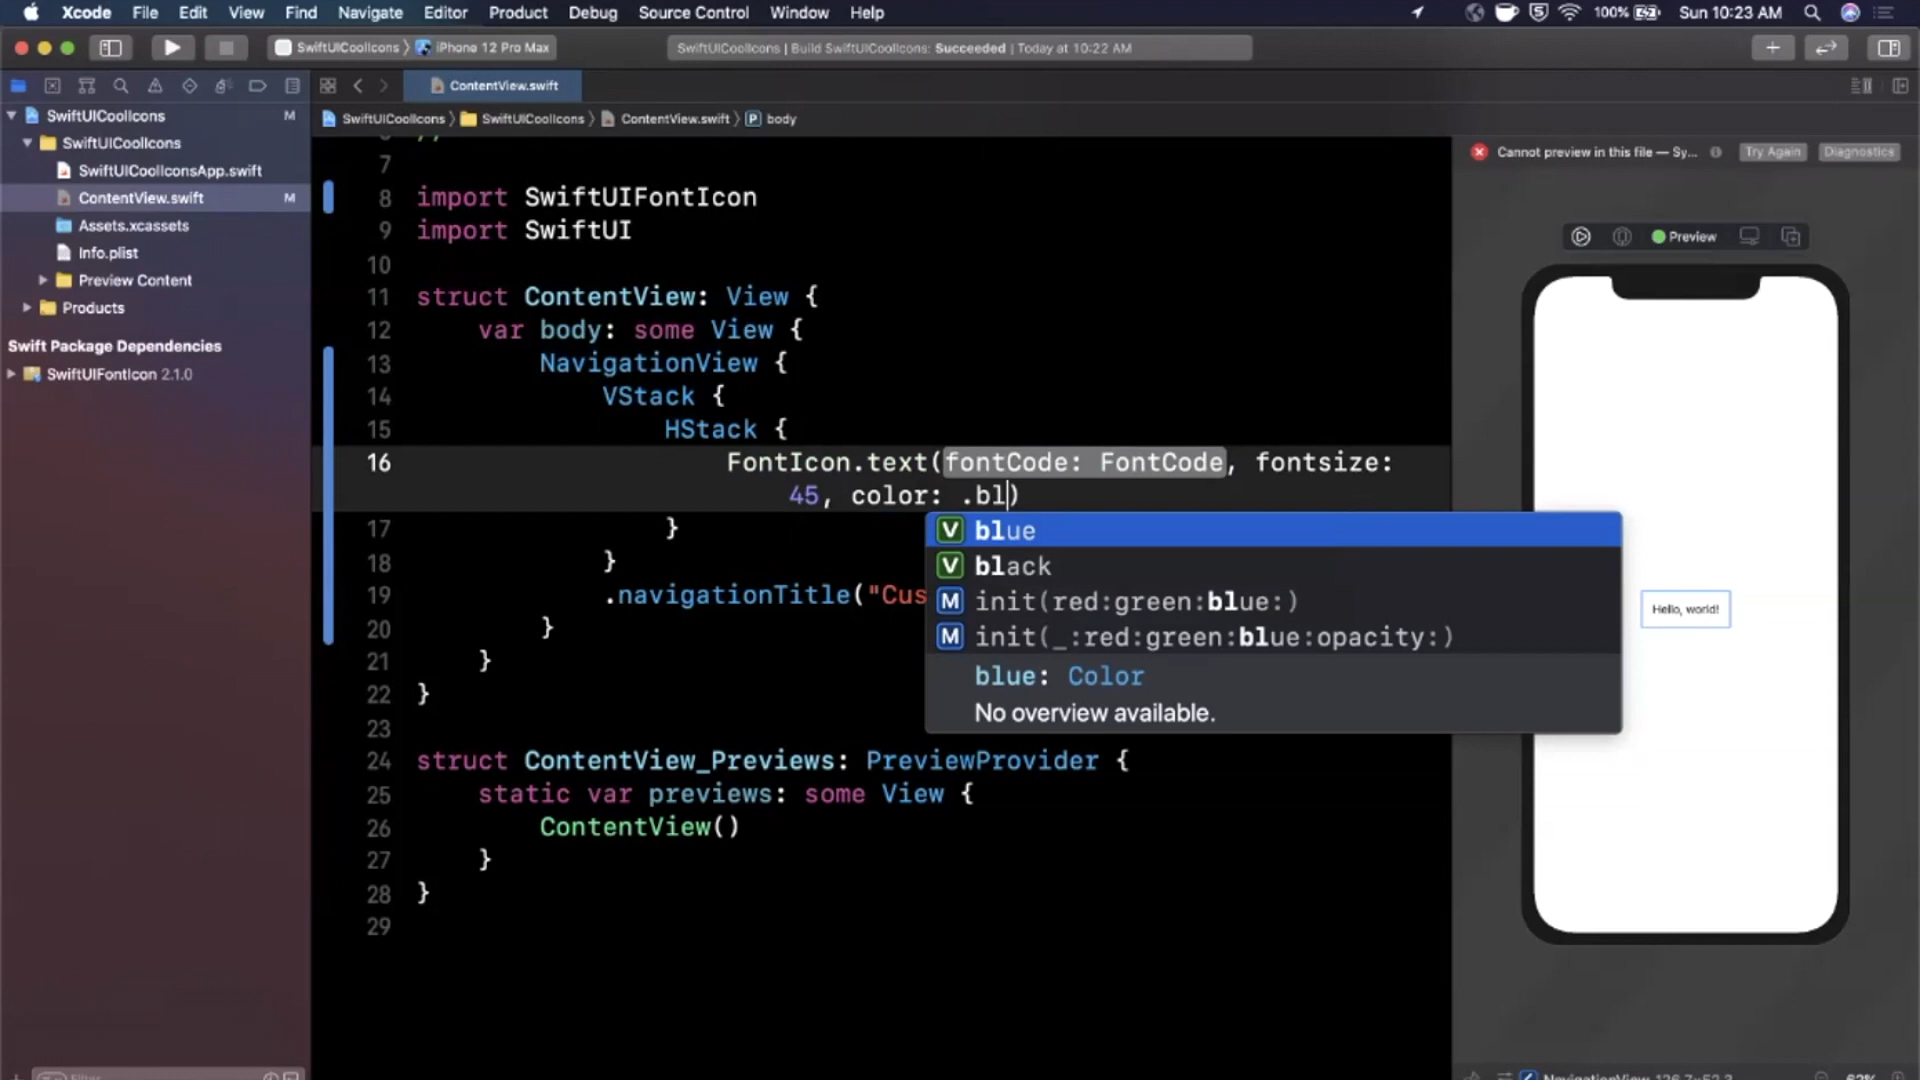 Xcode File Edit View Find Navigate Editor Product Debug Source Control Window Help 100% Sun 10:23 AM
SwiftUICoolIcons 〉 iPhone 12 Pro Max SwiftUICoolIcons | Build SwiftUICoolIcons: Succeeded | Today at 10:22 AM
ContentView.swift
SwiftUICoolIcons 〉 SwiftUICoolIcons 〉 ContentView.swift 〉 P body
SwiftUICoolIcons M
SwiftUICoolIcons
SwiftUICoolIconsApp.swift
ContentView.swift M
Assets.xcassets
Info.plist
Preview Content
Products
Swift Package Dependencies
SwiftUIFontIcon 2.1.0
7
8 import SwiftUIFontIcon
9 import SwiftUI
10
11 struct ContentView: View {
12 var body: some View {
13 NavigationView {
14 VStack {
15 HStack {
16 FontIcon.text(fontCode: FontCode, fontsize:
45, color: .bl)
17 }
18 }
19 .navigationTitle("Cus
20 }
21 }
22 }
23
24 struct ContentView_Previews: PreviewProvider {
25 static var previews: some View {
26 ContentView()
27 }
28 }
29
V blue
V black
M init(red:green:blue:)
M init(_:red:green:blue:opacity:)
blue: Color
No overview available.
Cannot preview in this file — Sy... Try Again Diagnostics
Preview
Hello, world!